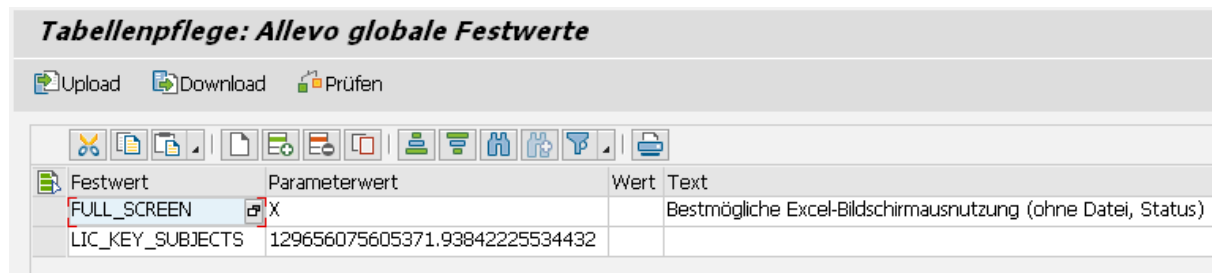 Tabellenpflege: Allevo globale Festwerte
Upload Download Prüfen
Festwert Parameterwert Wert Text
FULL_SCREEN X Bestmögliche Excel-Bildschirmausnutzung (ohne Datei, Status)
LIC_KEY_SUBJECTS 129656075605371.93842225534432